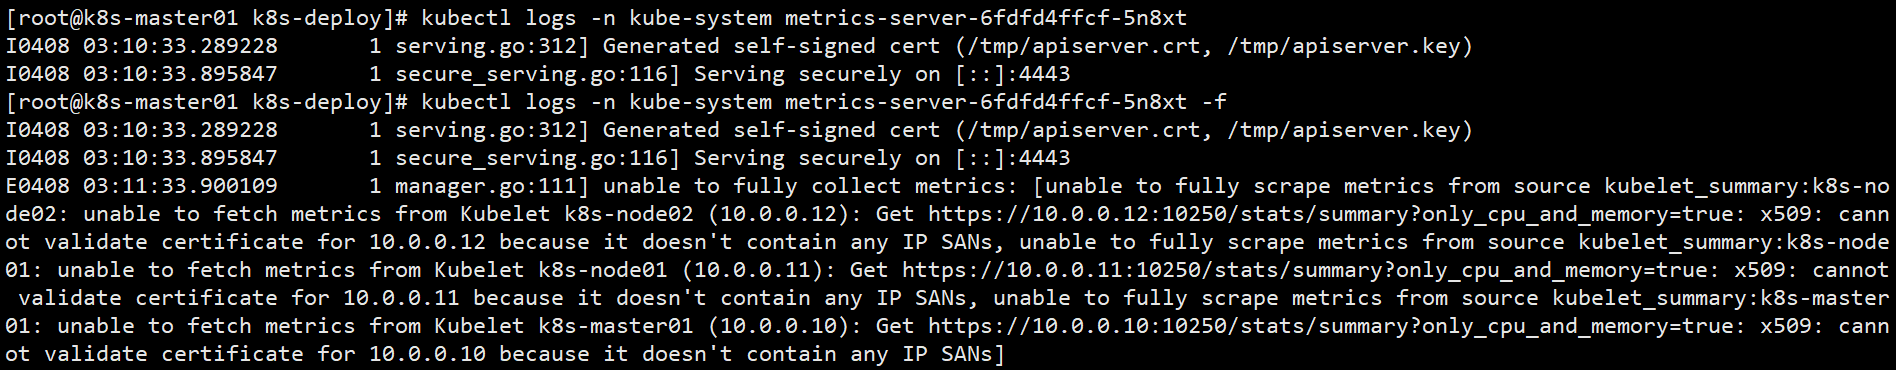 [root@k8s-master01 k8s-deploy]# kubectl logs -n kube-system metrics-server-6fdfd4ffcf-5n8xt
I0408 03:10:33.289228       1 serving.go:312] Generated self-signed cert (/tmp/apiserver.crt, /tmp/apiserver.key)
I0408 03:10:33.895847       1 secure_serving.go:116] Serving securely on [::]:4443
[root@k8s-master01 k8s-deploy]# kubectl logs -n kube-system metrics-server-6fdfd4ffcf-5n8xt -f
I0408 03:10:33.289228       1 serving.go:312] Generated self-signed cert (/tmp/apiserver.crt, /tmp/apiserver.key)
I0408 03:10:33.895847       1 secure_serving.go:116] Serving securely on [::]:4443
E0408 03:11:33.900109       1 manager.go:111] unable to fully collect metrics: [unable to fully scrape metrics from source kubelet_summary:k8s-no
de02: unable to fetch metrics from Kubelet k8s-node02 (10.0.0.12): Get https://10.0.0.12:10250/stats/summary?only_cpu_and_memory=true: x509: cann
ot validate certificate for 10.0.0.12 because it doesn't contain any IP SANs, unable to fully scrape metrics from source kubelet_summary:k8s-node
01: unable to fetch metrics from Kubelet k8s-node01 (10.0.0.11): Get https://10.0.0.11:10250/stats/summary?only_cpu_and_memory=true: x509: cannot
 validate certificate for 10.0.0.11 because it doesn't contain any IP SANs, unable to fully scrape metrics from source kubelet_summary:k8s-master
01: unable to fetch metrics from Kubelet k8s-master01 (10.0.0.10): Get https://10.0.0.10:10250/stats/summary?only_cpu_and_memory=true: x509: cann
ot validate certificate for 10.0.0.10 because it doesn't contain any IP SANs]